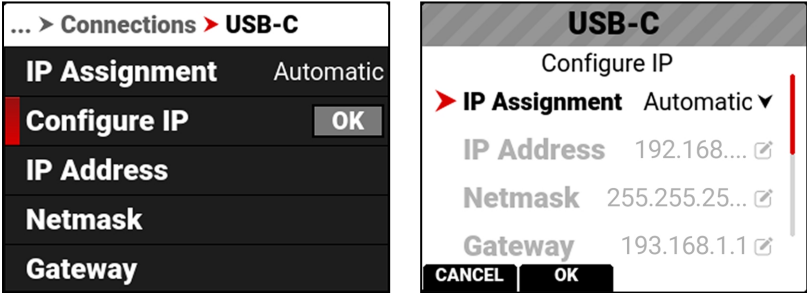 ... > Connections > USB-C
IP Assignment Automatic
Configure IP OK
IP Address
Netmask
Gateway
USB-C
Configure IP
IP Assignment Automatic
IP Address 192.168....
Netmask 255.255.25...
Gateway 193.168.1.1
CANCEL OK